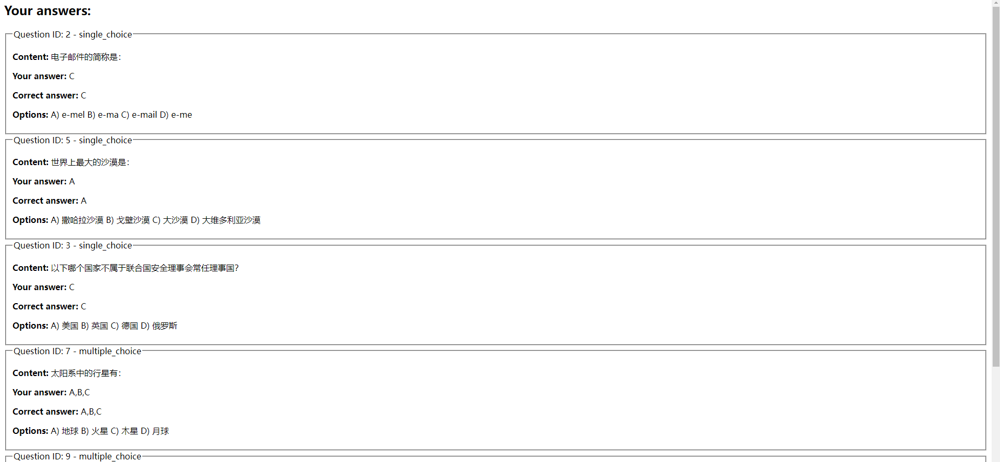 Your answers:
Question ID: 2 - single_choice
Content: 电子邮件的简称是：
Your answer: C
Correct answer: C
Options: A) e-mel B) e-ma C) e-mail D) e-me
Question ID: 5 - single_choice
Content: 世界上最大的沙漠是：
Your answer: A
Correct answer: A
Options: A) 撒哈拉沙漠 B) 戈壁沙漠 C) 大沙漠 D) 大维多利亚沙漠
Question ID: 3 - single_choice
Content: 以下哪个国家不属于联合国安全理事会常任理事国？
Your answer: C
Correct answer: C
Options: A) 美国 B) 英国 C) 德国 D) 俄罗斯
Question ID: 7 - multiple_choice
Content: 太阳系中的行星有：
Your answer: A,B,C
Correct answer: A,B,C
Options: A) 地球 B) 火星 C) 木星 D) 月球
Question ID: 9 - multiple_choice